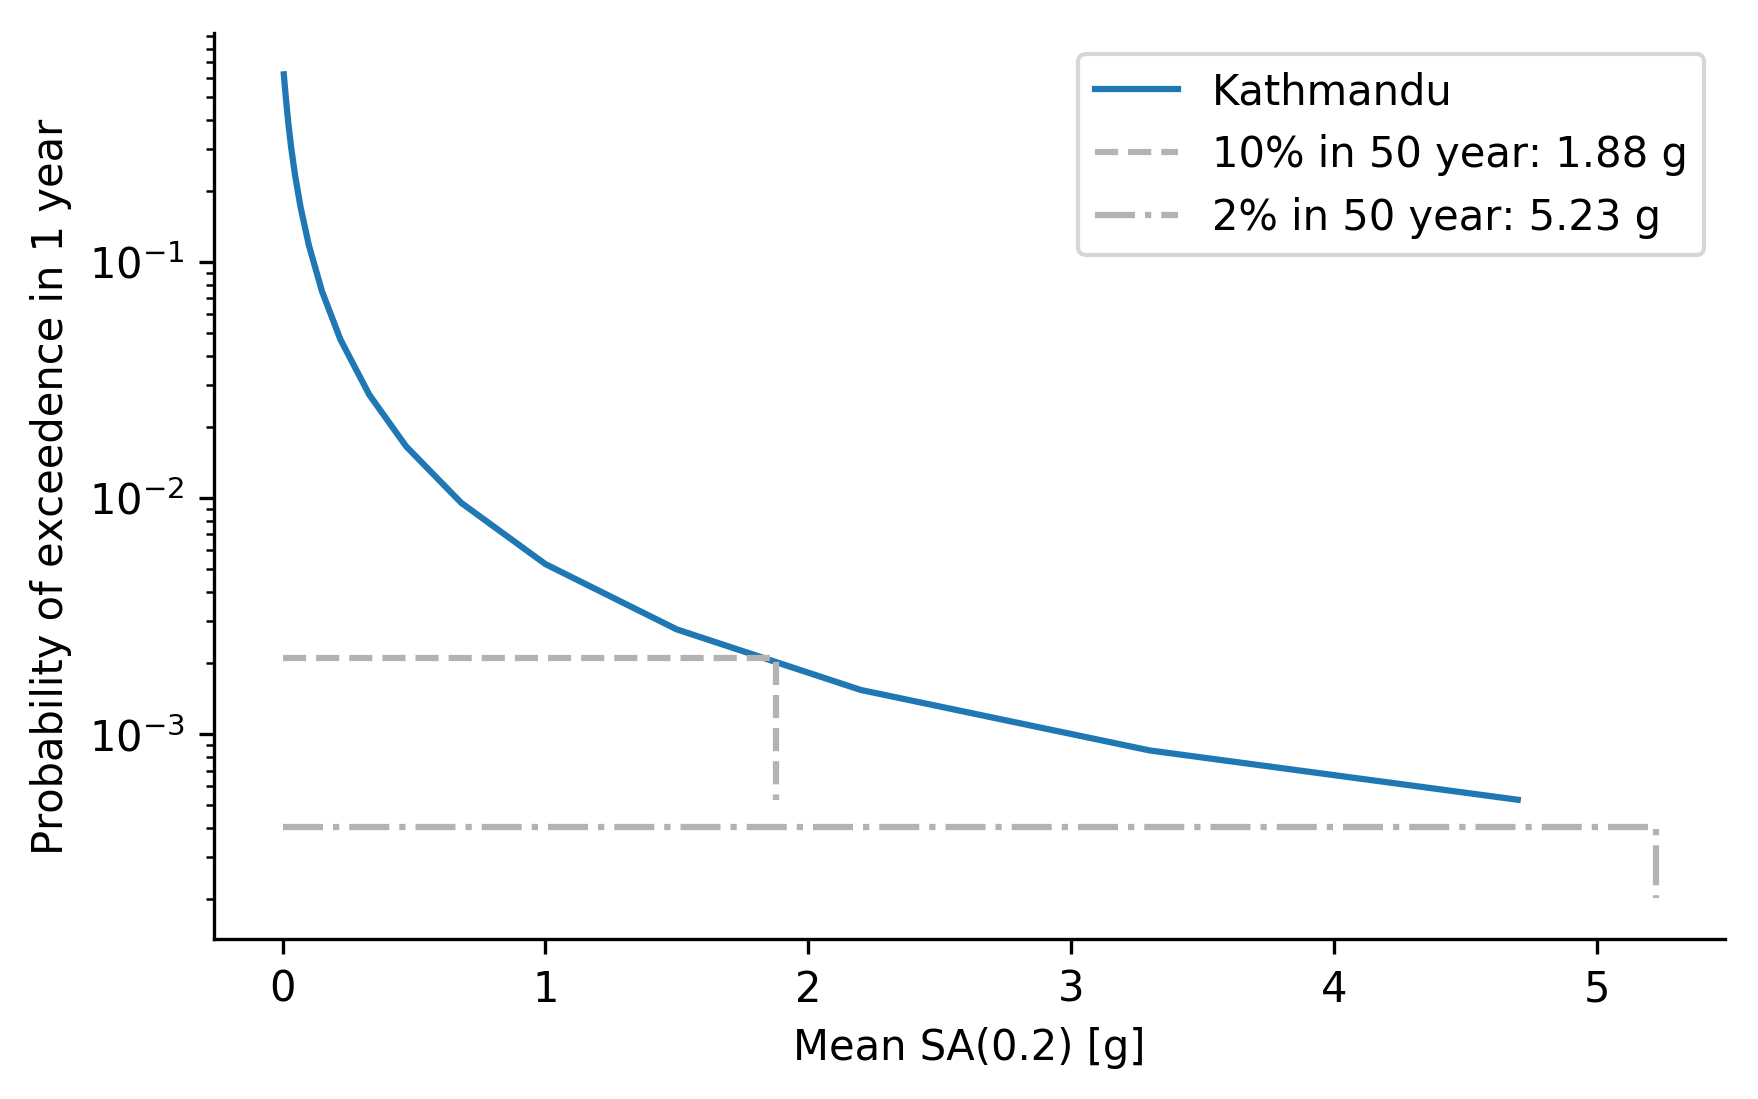 Kathmandu
10% in 50 year: 1.88 g
2% in 50 year: 5.23 g
Probability of exceedence in 1 year
10⁻¹
10⁻²
10⁻³
0 1 2 3 4 5
Mean SA(0.2) [g]